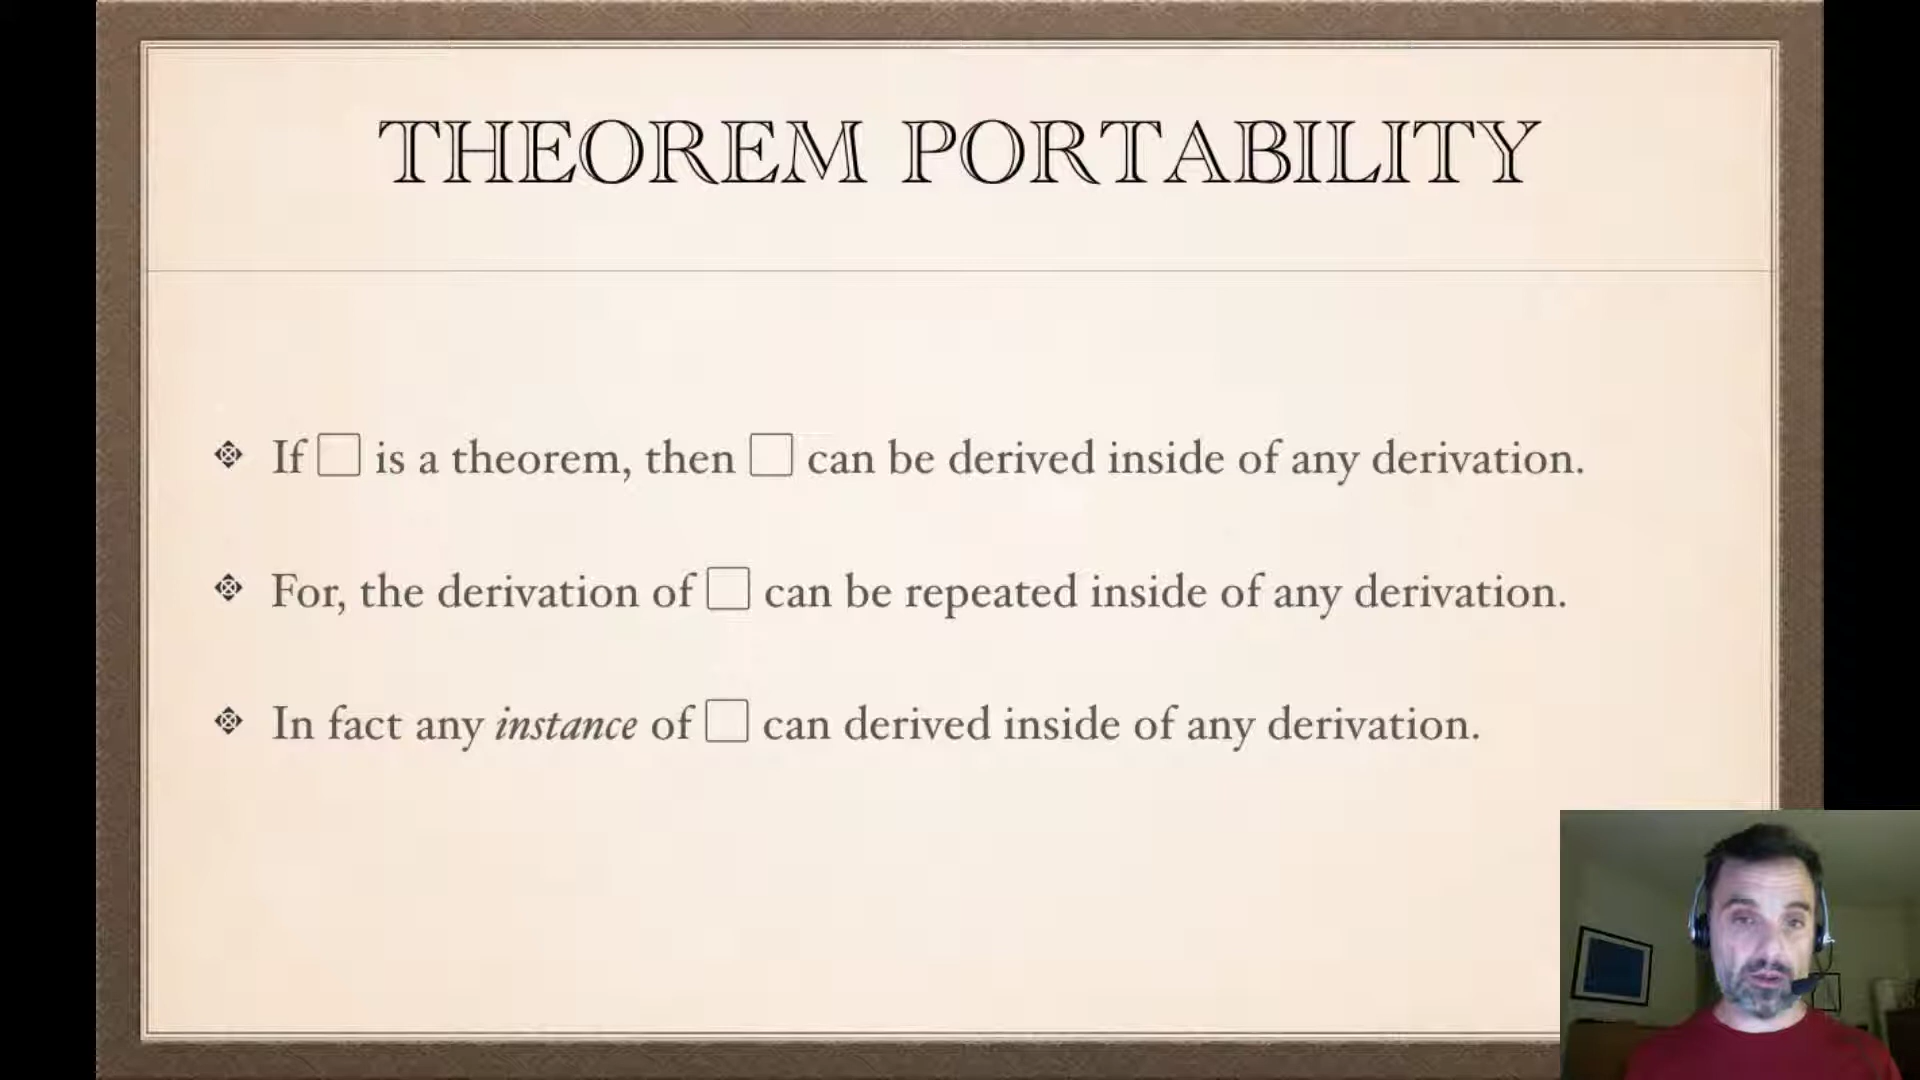 THEOREM PORTABILITY
If □ is a theorem, then □ can be derived inside of any derivation.
For, the derivation of □ can be repeated inside of any derivation.
In fact any instance of □ can derived inside of any derivation.